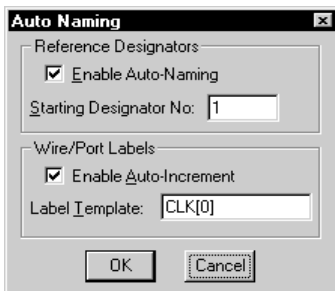 Auto Naming
Reference Designators
Enable Auto-Naming
Starting Designator No: 1
Wire/Port Labels
Enable Auto-Increment
Label Template: CLK[0]
OK Cancel